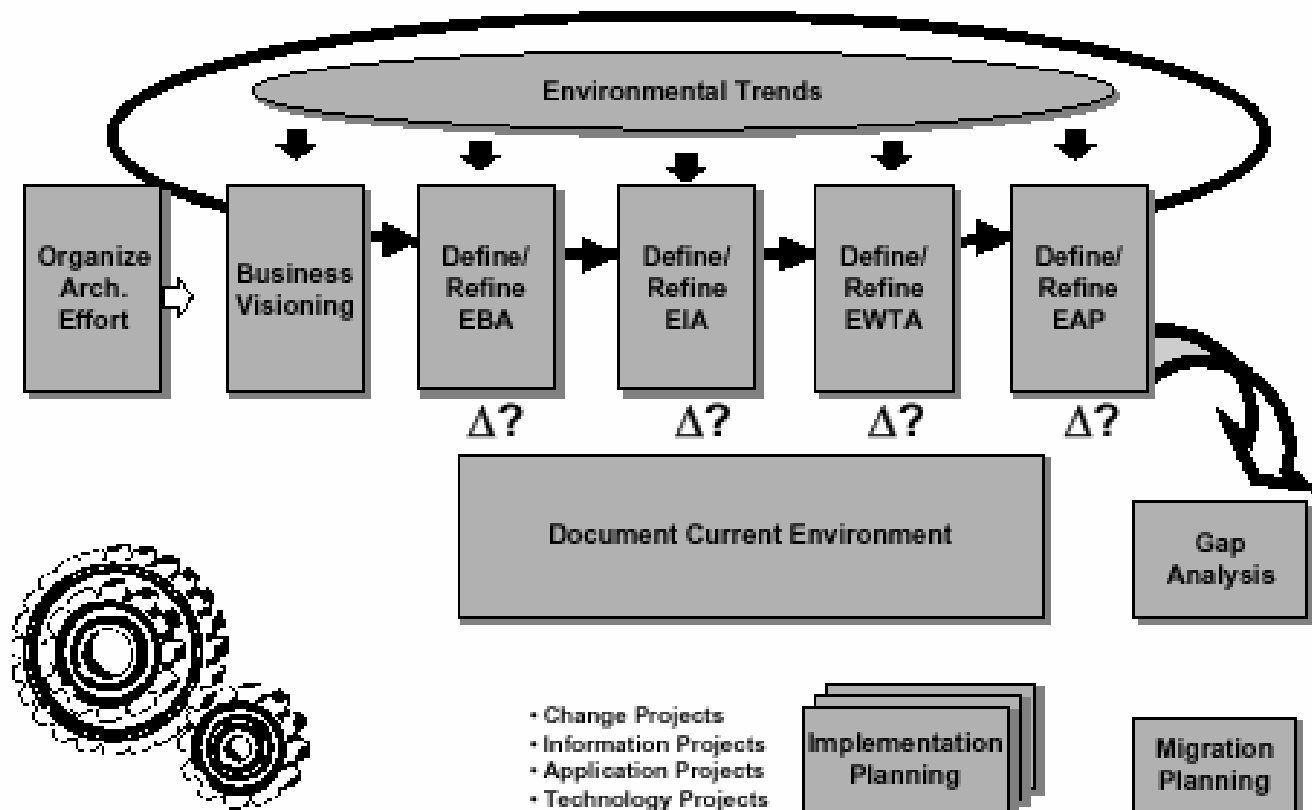 Environmental Trends
Organize
Arch.
Effort
Business
Visioning
Define/
Refine
EBA
Define/
Refine
EIA
Define/
Refine
EWTA
Define/
Refine
EAP
Δ?
Δ?
Δ?
Δ?
Document Current Environment
Gap
Analysis
• Change Projects
• Information Projects
• Application Projects
• Technology Projects
Implementation
Planning
Migration
Planning